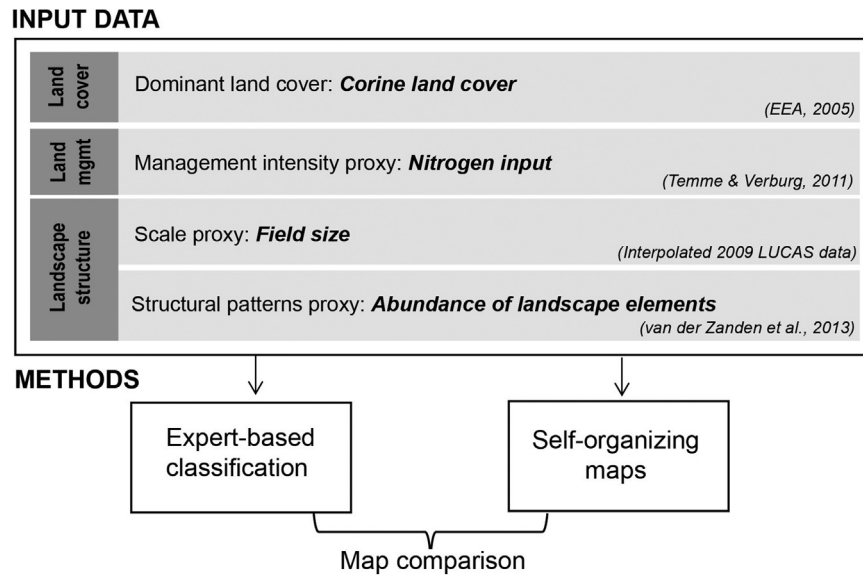 INPUT DATA
Land
cover
Dominant land cover: Corine land cover
(EEA, 2005)
Land
mgmt
Management intensity proxy: Nitrogen input
(Temme & Verburg, 2011)
Landscape
structure
Scale proxy: Field size
(Interpolated 2009 LUCAS data)
Structural patterns proxy: Abundance of landscape elements
(van der Zanden et al., 2013)
METHODS
Expert-based
classification
Self-organizing
maps
Map comparison